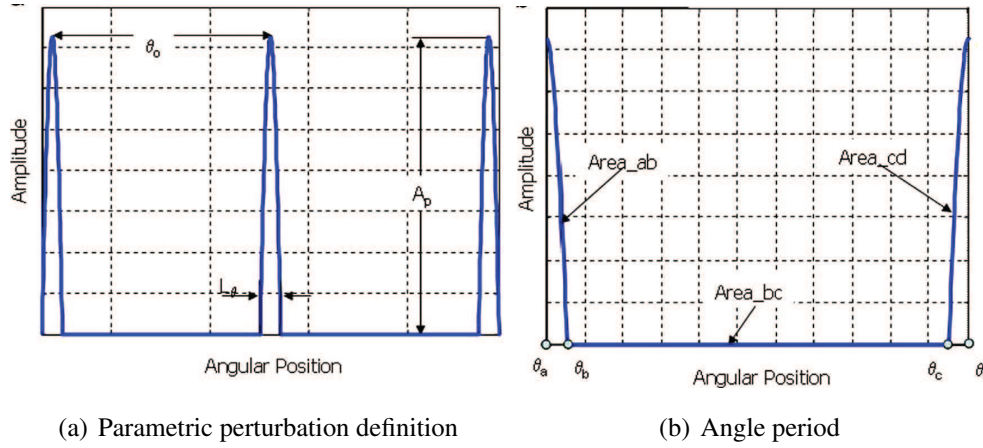 Amplitude
θo
Ap
Lθ
Angular Position
(a) Parametric perturbation definition
b
Amplitude
Area_ab
Area_cd
Area_bc
θa
θb
θc
θ
Angular Position
(b) Angle period